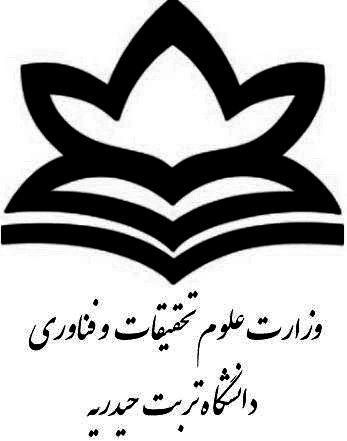 وزارت علوم تحقیقات و فناوری
دانشگاه تربت حیدریه